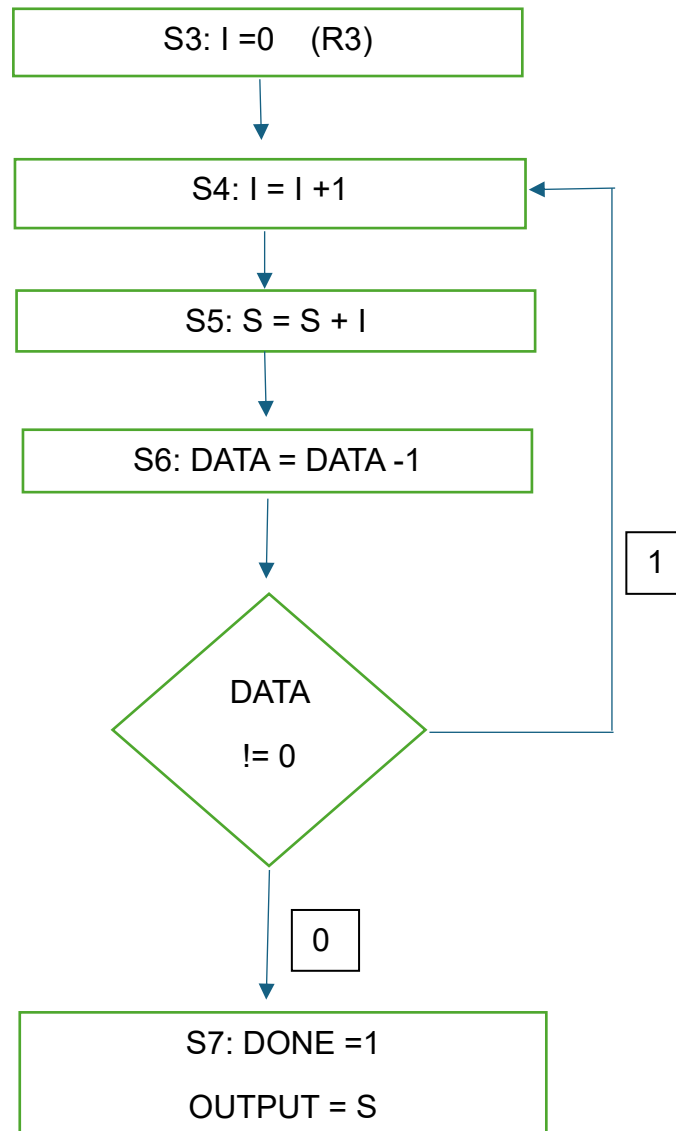 S3: I =0 (R3)
S4: I = I +1
S5: S = S + I
S6: DATA = DATA -1
1
DATA
!= 0
0
S7: DONE =1
OUTPUT = S